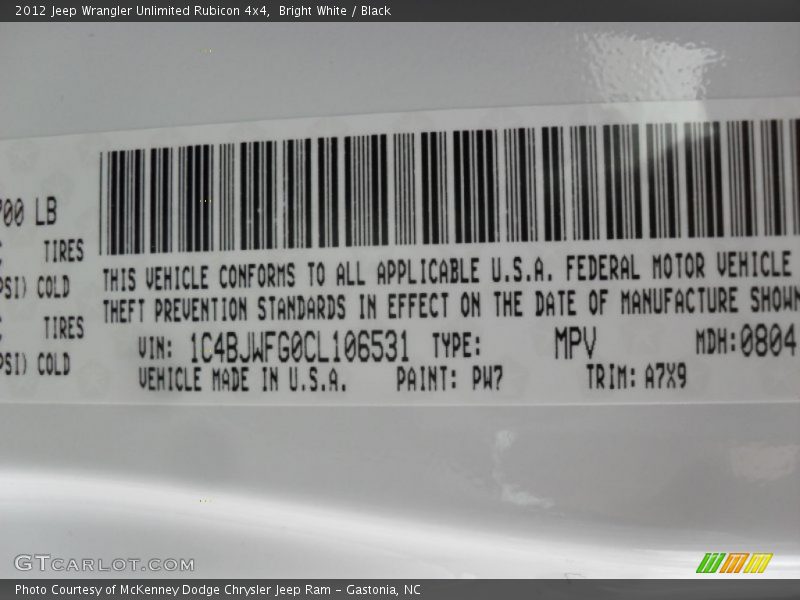 2012 Jeep Wrangler Unlimited Rubicon 4x4, Bright White / Black
700 LB
TIRES
PSI) COLD
TIRES
PSI) COLD
THIS VEHICLE CONFORMS TO ALL APPLICABLE U.S.A. FEDERAL MOTOR VEHICLE
THEFT PREVENTION STANDARDS IN EFFECT ON THE DATE OF MANUFACTURE SHOWN
VIN: 1C4BJWFG0CL106531 TYPE: MPV MDH:0804
VEHICLE MADE IN U.S.A. PAINT: PW7 TRIM: A7X9
GTCARLOT.COM
Photo Courtesy of McKenney Dodge Chrysler Jeep Ram – Gastonia, NC